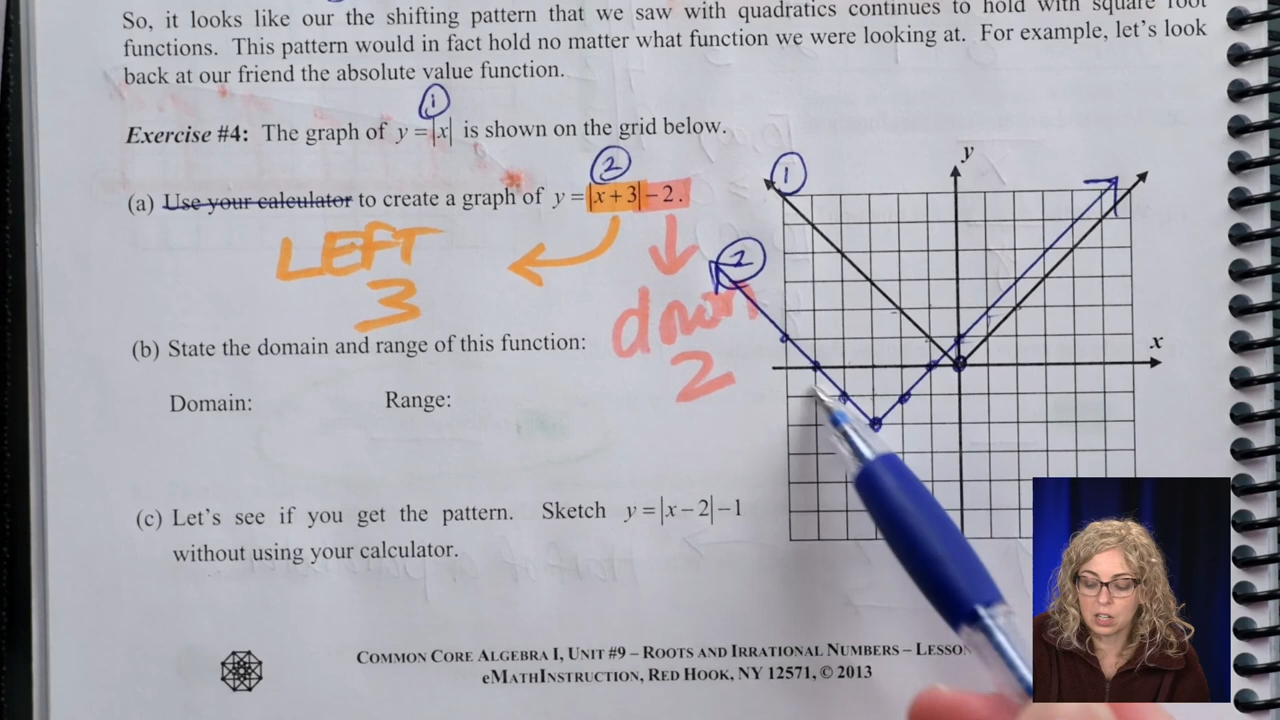 So, it looks like our the shifting pattern that we saw with quadratics continues to hold with square root
functions. This pattern would in fact hold no matter what function we were looking at. For example, let's look
back at our friend the absolute value function.
1
Exercise #4: The graph of y = |x| is shown on the grid below.
2
(a) Use your calculator to create a graph of y = |x + 3| − 2.
LEFT
3
down
2
(b) State the domain and range of this function:
Domain: Range:
(c) Let's see if you get the pattern. Sketch y = |x − 2| − 1
without using your calculator.
1
2
y
x
COMMON CORE ALGEBRA I, UNIT #9 – ROOTS AND IRRATIONAL NUMBERS – LESSON
eMATHINSTRUCTION, RED HOOK, NY 12571, © 2013